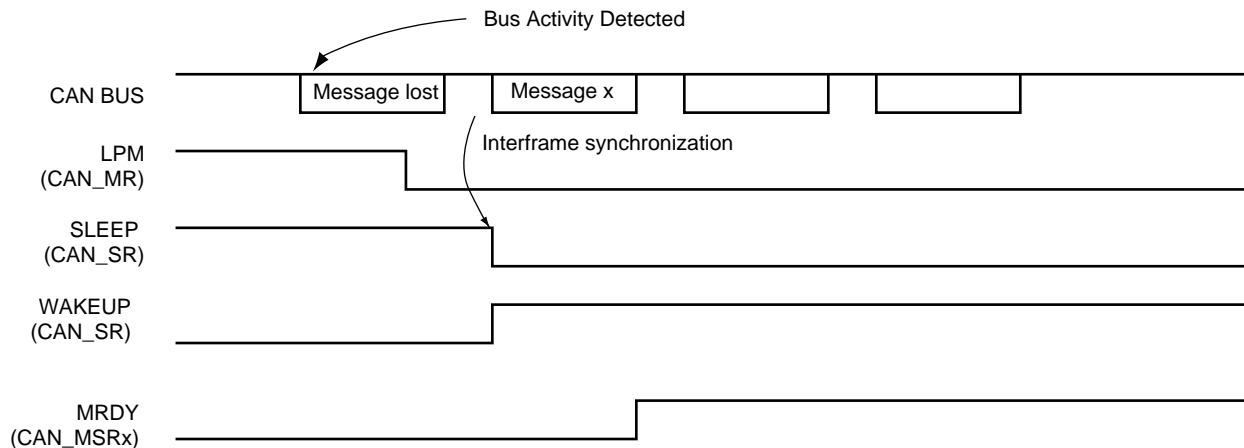 Bus Activity Detected
CAN BUS
Message lost
Message x
Interframe synchronization
LPM
(CAN_MR)
SLEEP
(CAN_SR)
WAKEUP
(CAN_SR)
MRDY
(CAN_MSRx)